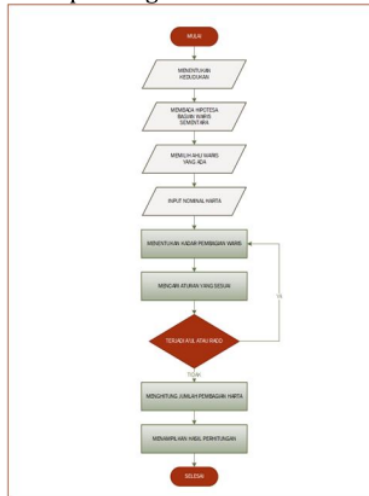 MULAI
MENENTUKAN
KEDUDUKAN
MEMBACA HIPOTESA
BAGIAN WARIS
SEMENTARA
MEMILIH AHLI WARIS
YANG ADA
INPUT NOMINAL HARTA
MENENTUKAN KADAR PEMBAGIAN WARIS
MENCARI ATURAN YANG SESUAI
YA
TERJADI AUL ATAU RADD
TIDAK
MENGHITUNG JUMLAH PEMBAGIAN HARTA
MENAMPILKAN HASIL PERHITUNGAN
SELESAI